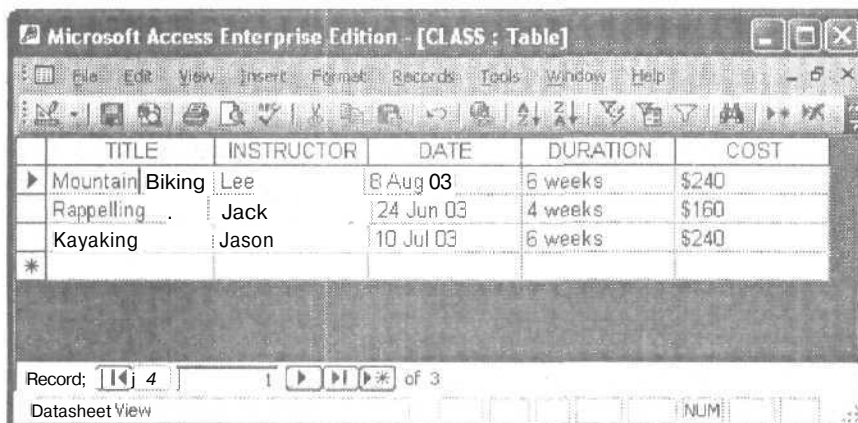 Microsoft Access Enterprise Edition - [CLASS : Table]
File Edit View Insert Format Records Tools Window Help
TITLE INSTRUCTOR DATE DURATION COST
Mountain Biking Lee 8 Aug 03 6 weeks $240
Rappelling . Jack 24 Jun 03 4 weeks $160
Kayaking Jason 10 Jul 03 6 weeks $240
Record; 4 1 of 3
Datasheet View NUM